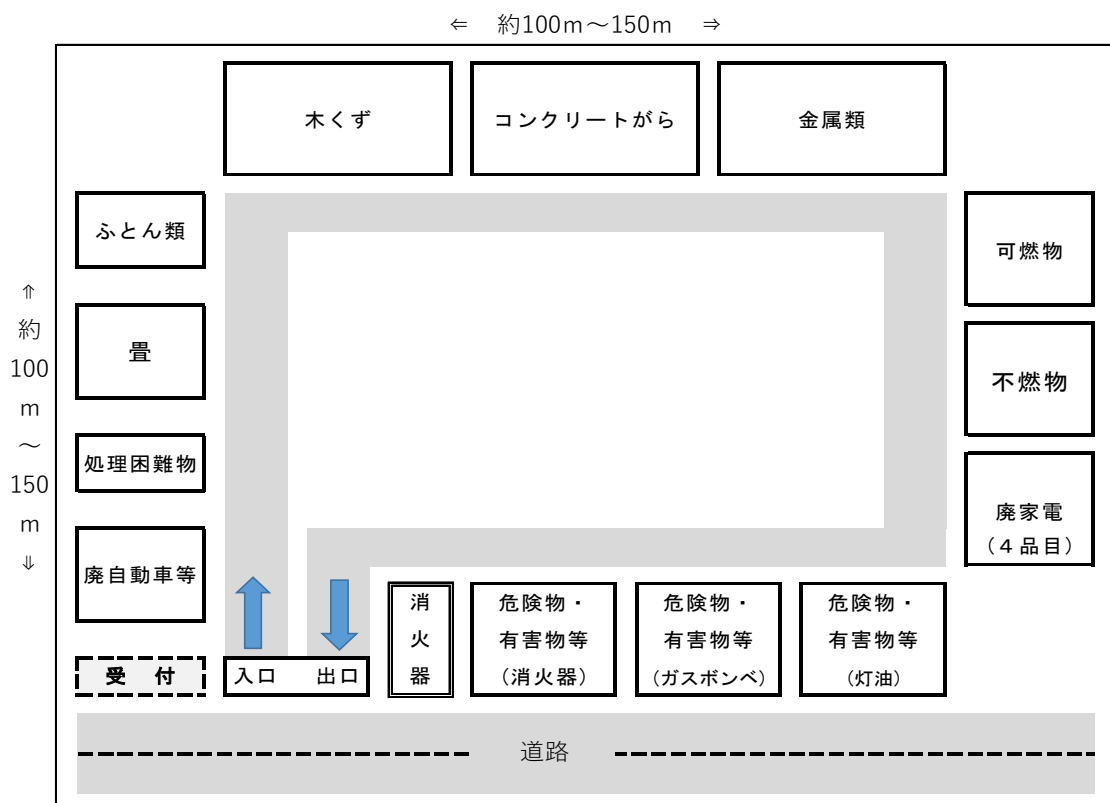 ⇐ 約100m～150m ⇒
木くず
コンクリートがら
金属類
ふとん類
畳
処理困難物
廃自動車等
受 付
⇑
約
100
m
～
150
m
⇓
可燃物
不燃物
廃家電
（４品目）
入口
出口
消
火
器
危険物・
有害物等
（消火器）
危険物・
有害物等
（ガスボンベ）
危険物・
有害物等
（灯油）
道路